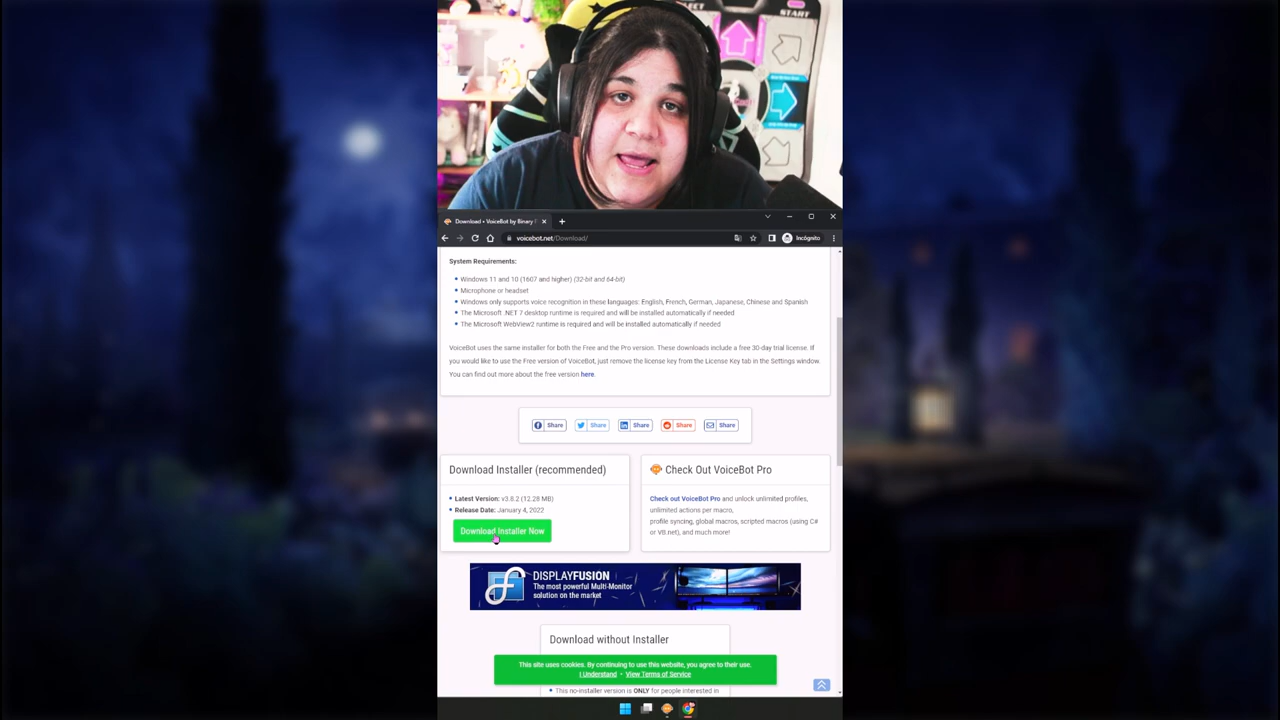 SELECT
START
Download • VoiceBot by Binary F
voicebot.net/Download/
Incógnito
System Requirements:
Windows 11 and 10 (1607 and higher) (32-bit and 64-bit)
Microphone or headset
Windows only supports voice recognition in these languages: English, French, German, Japanese, Chinese and Spanish
The Microsoft .NET 7 desktop runtime is required and will be installed automatically if needed
The Microsoft WebView2 runtime is required and will be installed automatically if needed
VoiceBot uses the same installer for both the Free and the Pro version. These downloads include a free 30-day trial license. If
you would like to use the Free version of VoiceBot, just remove the license key from the License Key tab in the Settings window.
You can find out more about the free version here.
Share Share Share Share Share
Download Installer (recommended)
Latest Version: v3.8.2 (12.28 MB)
Release Date: January 4, 2022
Download Installer Now
Check Out VoiceBot Pro
Check out VoiceBot Pro and unlock unlimited profiles,
unlimited actions per macro,
profile syncing, global macros, scripted macros (using C#
or VB.net), and much more!
DISPLAYFUSION
The most powerful Multi-Monitor
solution on the market
Download without Installer
This site uses cookies. By continuing to use this website, you agree to their use.
I Understand • View Terms of Service
This no-installer version is ONLY for people interested in